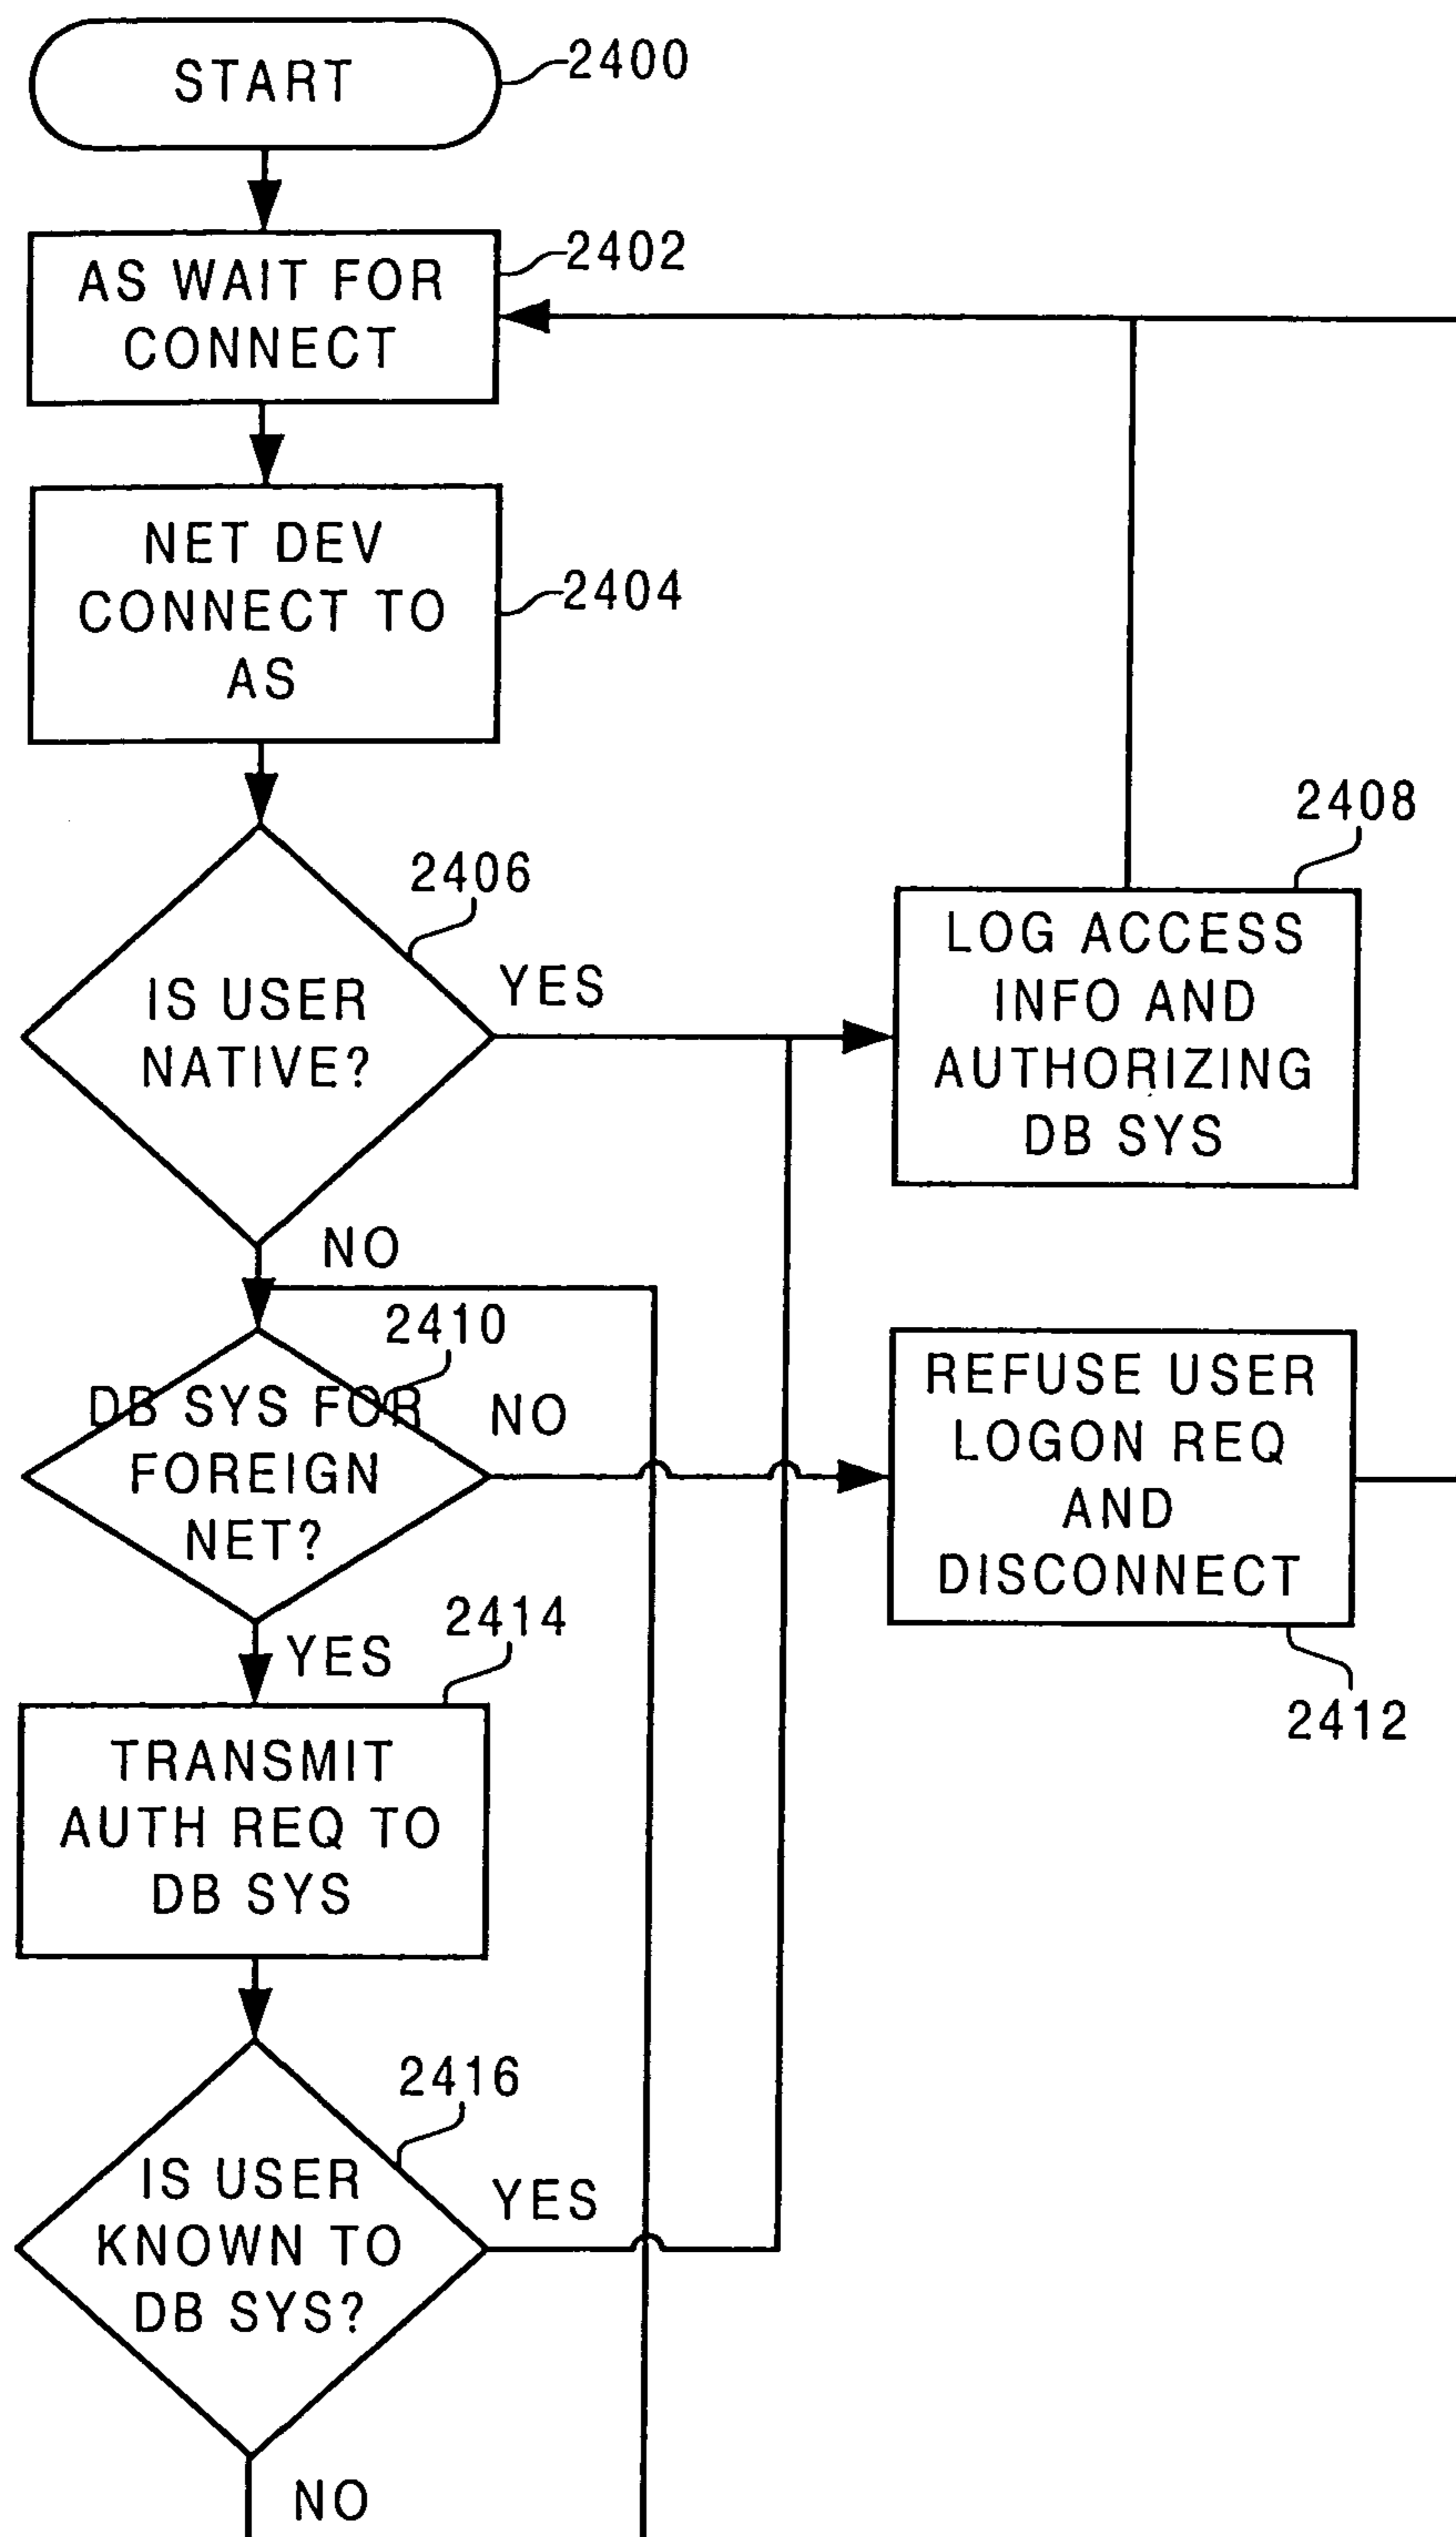 START
2400
AS WAIT FOR
CONNECT
2402
NET DEV
CONNECT TO
AS
2404
2406
IS USER
NATIVE?
YES
NO
2408
LOG ACCESS
INFO AND
AUTHORIZING
DB SYS
2410
DB SYS FOR
FOREIGN
NET?
NO
YES
REFUSE USER
LOGON REQ
AND
DISCONNECT
2412
2414
TRANSMIT
AUTH REQ TO
DB SYS
2416
IS USER
KNOWN TO
DB SYS?
YES
NO